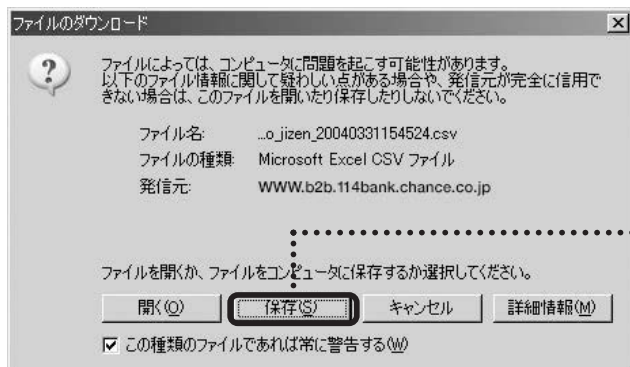 ファイルのダウンロード
ファイルによっては、コンピュータに問題を起こす可能性があります。
以下のファイル情報に関して疑わしい点がある場合や、発信元が完全に信用で
きない場合は、このファイルを開いたり保存したりしないでください。
ファイル名: ...o_jizen_20040331154524.csv
ファイルの種類: Microsoft Excel CSV ファイル
発信元: WWW.b2b.114bank.chance.co.jp
ファイルを開くか、ファイルをコンピュータに保存するか選択してください。
開く(O) 保存(S) キャンセル 詳細情報(M)
この種類のファイルであれば常に警告する(W)